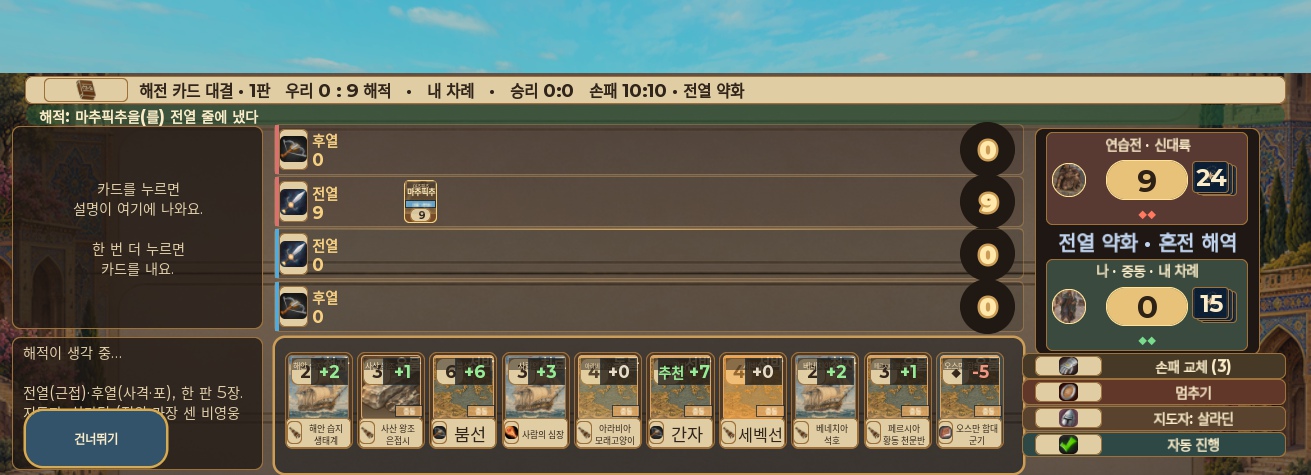 해전 카드 대결 • 1판 우리 0 : 9 해적 • 내 차례 • 승리 0:0 손패 10:10 • 전열 약화
해적: 마추픽추을(를) 전열 줄에 냈다
카드를 누르면
설명이 여기에 나와요.
한 번 더 누르면
카드를 내요.
후열
0
0
전열
9
마추픽추
9
9
전열
0
0
후열
0
0
연습전 · 신대륙
9
24
전열 약화 · 혼전 해역
나 · 중동 · 내 차례
0
15
해적이 생각 중...
전열(근접)·후열(사격·포), 한 판 5장.
가장 센 비영웅
건너뛰기
2 +2
해안 습지
생태계
+1
사산 왕조
은접시
6 +6
붐선
3 +3
사람의 심장
4 +0
아라비아
모래고양이
추천 +7
간자
4 +0
세벡선
2 +2
베네치아
석호
3 +1
페르시아
황동 천문반
-5
오스만 함대
군기
손패 교체 (3)
멈추기
지도자: 살라딘
자동 진행